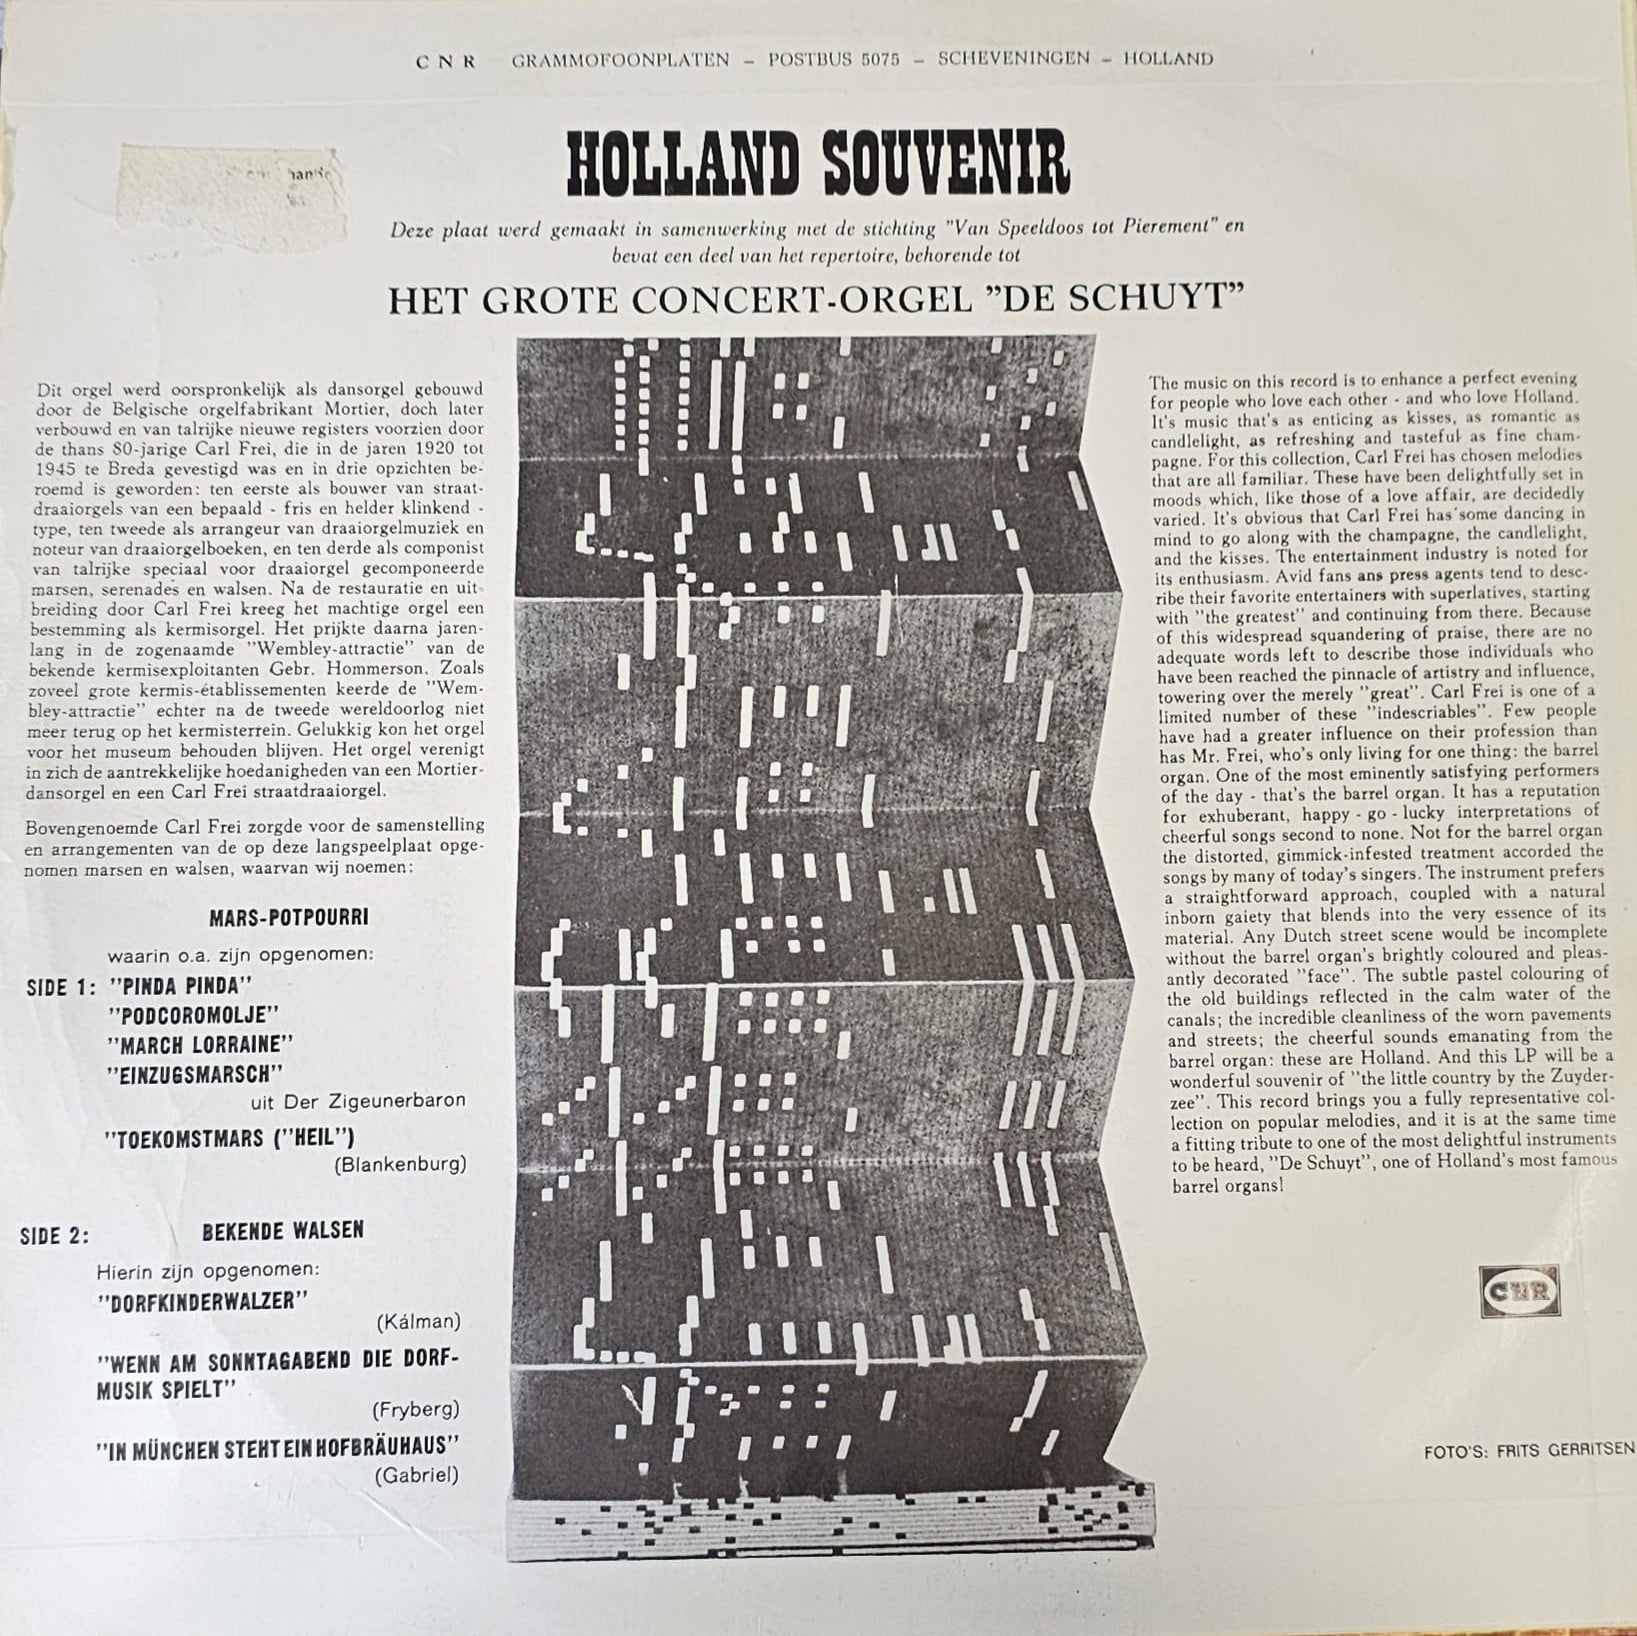 C N R GRAMMOFOONPLATEN – POSTBUS 5075 – SCHEVENINGEN – HOLLAND
HOLLAND SOUVENIR
Deze plaat werd gemaakt in samenwerking met de stichting "Van Speeldoos tot Pierement" en
bevat een deel van het repertoire, behorende tot
HET GROTE CONCERT-ORGEL "DE SCHUYT"
Dit orgel werd oorspronkelijk als dansorgel gebouwd
door de Belgische orgelfabrikant Mortier, doch later
verbouwd en van talrijke nieuwe registers voorzien door
de thans 80-jarige Carl Frei, die in de jaren 1920 tot
1945 te Breda gevestigd was en in drie opzichten be-
roemd is geworden: ten eerste als bouwer van straat-
draaiorgels van een bepaald - fris en helder klinkend -
type, ten tweede als arrangeur van draaiorgelmuziek en
noteur van draaiorgelboeken, en ten derde als componist
van talrijke speciaal voor draaiorgel gecomponeerde
marsen, serenades en walsen. Na de restauratie en uit-
breiding door Carl Frei kreeg het machtige orgel een
bestemming als kermisorgel. Het prijkte daarna jaren-
lang in de zogenaamde "Wembley-attractie" van de
bekende kermisexploitanten Gebr. Hommerson. Zoals
zoveel grote kermis-établissementen keerde de "Wem-
bley-attractie" echter na de tweede wereldoorlog niet
meer terug op het kermisterrein. Gelukkig kon het orgel
voor het museum behouden blijven. Het orgel verenigt
in zich de aantrekkelijke hoedanigheden van een Mortier-
dansorgel en een Carl Frei straatdraaiorgel.
Bovengenoemde Carl Frei zorgde voor de samenstelling
en arrangementen van de op deze langspeelplaat opge-
nomen marsen en walsen, waarvan wij noemen:
MARS-POTPOURRI
waarin o.a. zijn opgenomen:
SIDE 1: "PINDA PINDA"
"PODCOROMOLJE"
"MARCH LORRAINE"
"EINZUGSMARSCH"
uit Der Zigeunerbaron
"TOEKOMSTMARS ("HEIL")
(Blankenburg)
SIDE 2: BEKENDE WALSEN
Hierin zijn opgenomen:
"DORFKINDERWALZER"
(Kálman)
"WENN AM SONNTAGABEND DIE DORF-
MUSIK SPIELT"
(Fryberg)
"IN MÜNCHEN STEHT EIN HOFBRÄUHAUS"
(Gabriel)
The music on this record is to enhance a perfect evening
for people who love each other - and who love Holland.
It's music that's as enticing as kisses, as romantic as
candlelight, as refreshing and tasteful as fine cham-
pagne. For this collection, Carl Frei has chosen melodies
that are all familiar. These have been delightfully set in
moods which, like those of a love affair, are decidedly
varied. It's obvious that Carl Frei has some dancing in
mind to go along with the champagne, the candlelight,
and the kisses. The entertainment industry is noted for
its enthusiasm. Avid fans ans press agents tend to desc-
ribe their favorite entertainers with superlatives, starting
with "the greatest" and continuing from there. Because
of this widespread squandering of praise, there are no
adequate words left to describe those individuals who
have been reached the pinnacle of artistry and influence,
towering over the merely "great". Carl Frei is one of a
limited number of these "indescriables". Few people
have had a greater influence on their profession than
has Mr. Frei, who's only living for one thing: the barrel
organ. One of the most eminently satisfying performers
of the day - that's the barrel organ. It has a reputation
for exhuberant, happy - go - lucky interpretations of
cheerful songs second to none. Not for the barrel organ
the distorted, gimmick-infested treatment accorded the
songs by many of today's singers. The instrument prefers
a straightforward approach, coupled with a natural
inborn gaiety that blends into the very essence of its
material. Any Dutch street scene would be incomplete
without the barrel organ's brightly coloured and pleas-
antly decorated "face". The subtle pastel colouring of
the old buildings reflected in the calm water of the
canals; the incredible cleanliness of the worn pavements
and streets; the cheerful sounds emanating from the
barrel organ: these are Holland. And this LP will be a
wonderful souvenir of "the little country by the Zuyder-
zee". This record brings you a fully representative col-
lection on popular melodies, and it is at the same time
a fitting tribute to one of the most delightful instruments
to be heard, "De Schuyt", one of Holland's most famous
barrel organs!
CNR
FOTO'S: FRITS GERRITSEN